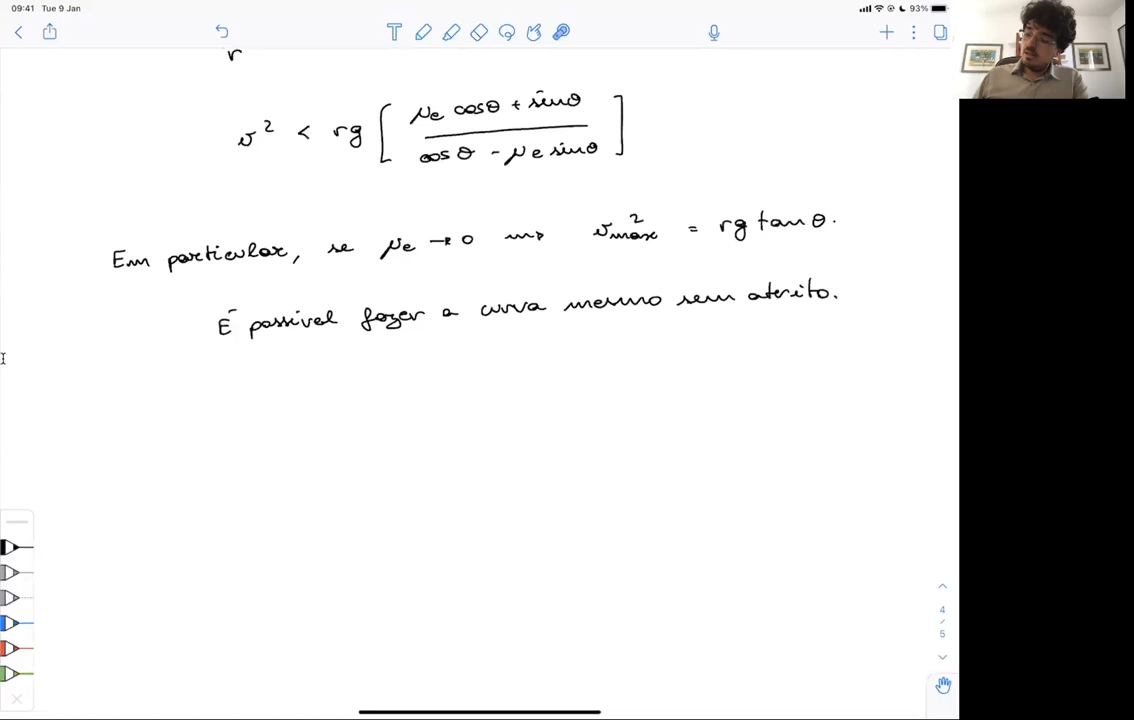 09:41 Tue 9 Jan
93%
r
v² < rg [ (μe cosθ + sinθ) / (cosθ - μe sinθ) ]
Em particular, se μe → 0 ⟿ v²max = rg tanθ.
É possível fazer a curva mesmo sem atrito.
4
/
5